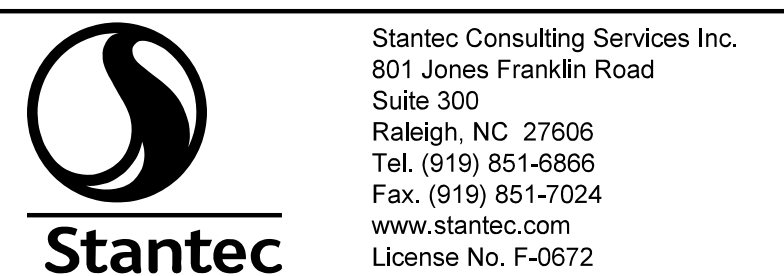 Stantec
Stantec Consulting Services Inc.
801 Jones Franklin Road
Suite 300
Raleigh, NC  27606
Tel. (919) 851-6866
Fax. (919) 851-7024
www.stantec.com
License No. F-0672